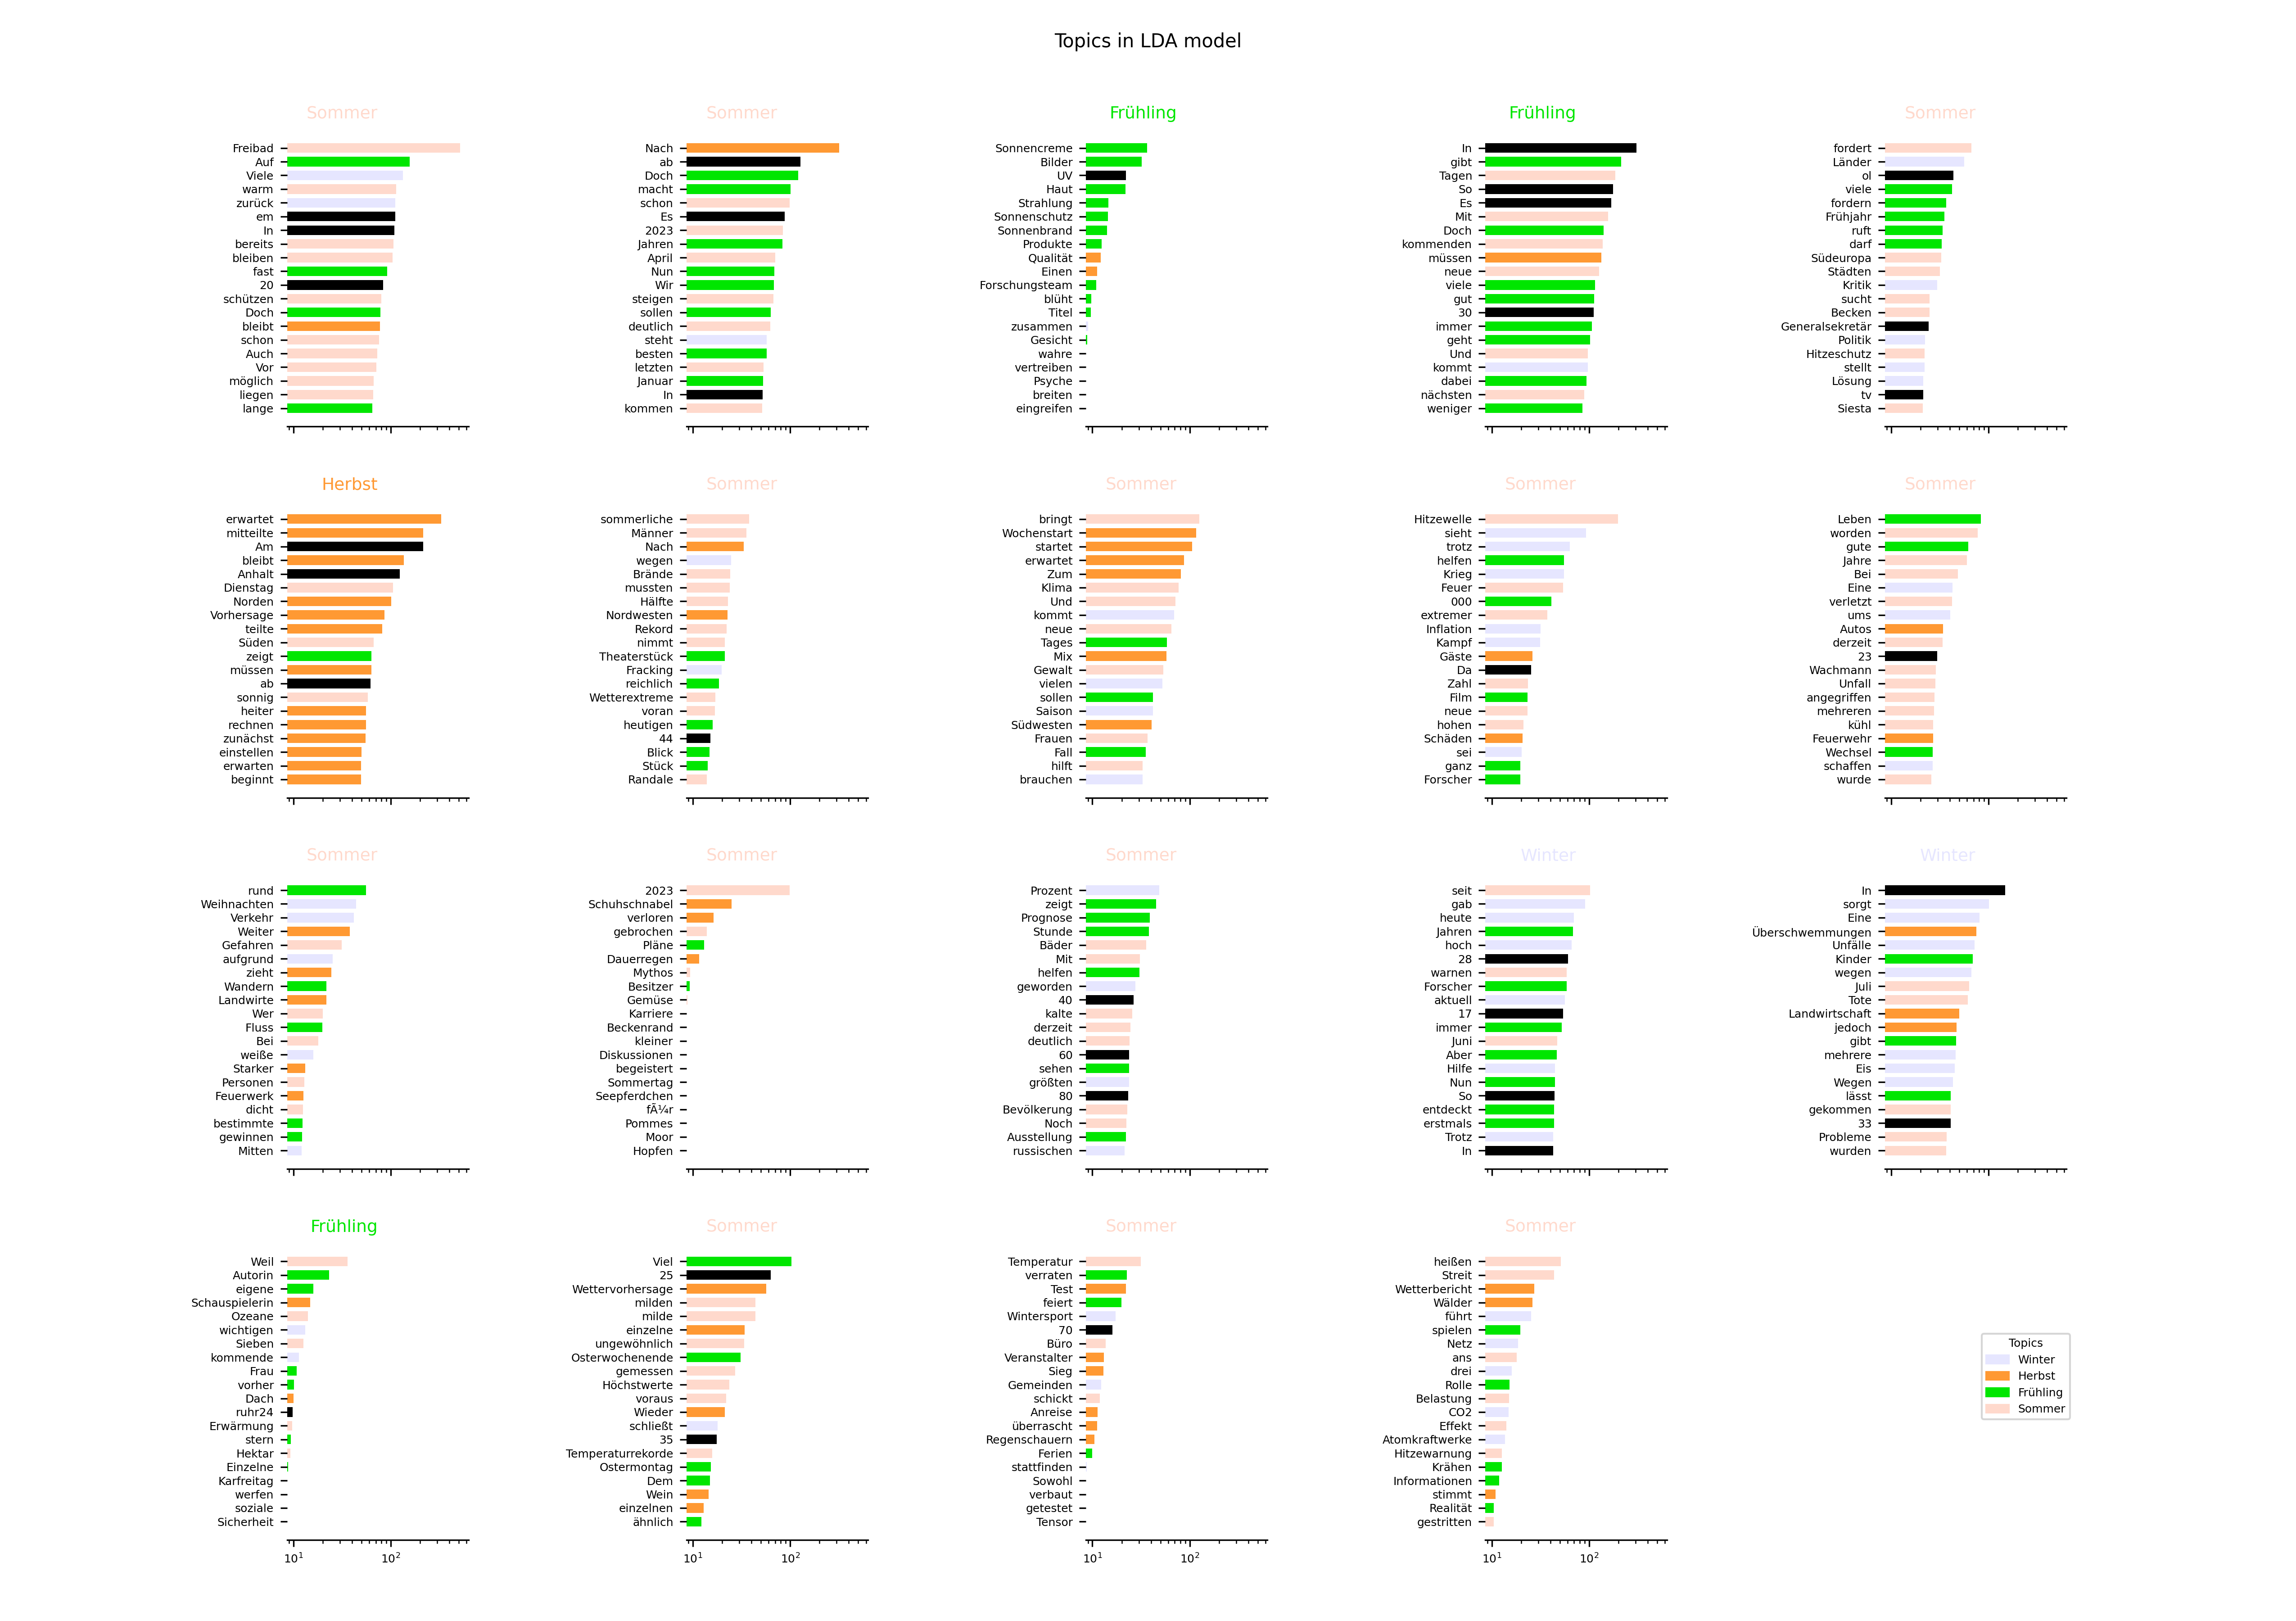 Topics in LDA model
Sommer
Freibad
Auf
Viele
warm
zurück
em
In
bereits
bleiben
fast
20
schützen
Doch
bleibt
schon
Auch
Vor
möglich
liegen
lange
Sommer
Nach
ab
Doch
macht
schon
Es
2023
Jahren
April
Nun
Wir
steigen
sollen
deutlich
steht
besten
letzten
Januar
In
kommen
Frühling
Sonnencreme
Bilder
UV
Haut
Strahlung
Sonnenschutz
Sonnenbrand
Produkte
Qualität
Einen
Forschungsteam
blüht
Titel
zusammen
Gesicht
wahre
vertreiben
Psyche
breiten
eingreifen
Frühling
In
gibt
Tagen
So
Es
Mit
Doch
kommenden
müssen
neue
viele
gut
30
immer
geht
Und
kommt
dabei
nächsten
weniger
Sommer
fordert
Länder
ol
viele
fordern
Frühjahr
ruft
darf
Südeuropa
Städten
Kritik
sucht
Becken
Generalsekretär
Politik
Hitzeschutz
stellt
Lösung
tv
Siesta
Herbst
erwartet
mitteilte
Am
bleibt
Anhalt
Dienstag
Norden
Vorhersage
teilte
Süden
zeigt
müssen
ab
sonnig
heiter
rechnen
zunächst
einstellen
erwarten
beginnt
Sommer
sommerliche
Männer
Nach
wegen
Brände
mussten
Hälfte
Nordwesten
Rekord
nimmt
Theaterstück
Fracking
reichlich
Wetterextreme
voran
heutigen
44
Blick
Stück
Randale
Sommer
bringt
Wochenstart
startet
erwartet
Zum
Klima
Und
kommt
neue
Tages
Mix
Gewalt
vielen
sollen
Saison
Südwesten
Frauen
Fall
hilft
brauchen
Sommer
Hitzewelle
sieht
trotz
helfen
Krieg
Feuer
000
extremer
Inflation
Kampf
Gäste
Da
Zahl
Film
neue
hohen
Schäden
sei
ganz
Forscher
Sommer
Leben
worden
gute
Jahre
Bei
Eine
verletzt
ums
Autos
derzeit
23
Wachmann
Unfall
angegriffen
mehreren
kühl
Feuerwehr
Wechsel
schaffen
wurde
Sommer
rund
Weihnachten
Verkehr
Weiter
Gefahren
aufgrund
zieht
Wandern
Landwirte
Wer
Fluss
Bei
weiße
Starker
Personen
Feuerwerk
dicht
bestimmte
gewinnen
Mitten
Sommer
2023
Schuhschnabel
verloren
gebrochen
Pläne
Dauerregen
Mythos
Besitzer
Gemüse
Karriere
Beckenrand
kleiner
Diskussionen
begeistert
Sommertag
Seepferdchen
fÃ¼r
Pommes
Moor
Hopfen
Sommer
Prozent
zeigt
Prognose
Stunde
Bäder
Mit
helfen
geworden
40
kalte
derzeit
deutlich
60
sehen
größten
80
Bevölkerung
Noch
Ausstellung
russischen
Winter
seit
gab
heute
Jahren
hoch
28
warnen
Forscher
aktuell
17
immer
Juni
Aber
Hilfe
Nun
So
entdeckt
erstmals
Trotz
In
Winter
In
sorgt
Eine
Überschwemmungen
Unfälle
Kinder
wegen
Juli
Tote
Landwirtschaft
jedoch
gibt
mehrere
Eis
Wegen
lässt
gekommen
33
Probleme
wurden
Frühling
Weil
Autorin
eigene
Schauspielerin
Ozeane
wichtigen
Sieben
kommende
Frau
vorher
Dach
ruhr24
Erwärmung
stern
Hektar
Einzelne
Karfreitag
werfen
soziale
Sicherheit
10¹ 10²
Sommer
Viel
25
Wettervorhersage
milden
milde
einzelne
ungewöhnlich
Osterwochenende
gemessen
Höchstwerte
voraus
Wieder
schließt
35
Temperaturrekorde
Ostermontag
Dem
Wein
einzelnen
ähnlich
10¹ 10²
Sommer
Temperatur
verraten
Test
feiert
Wintersport
70
Büro
Veranstalter
Sieg
Gemeinden
schickt
Anreise
überrascht
Regenschauern
Ferien
stattfinden
Sowohl
verbaut
getestet
Tensor
10¹ 10²
Sommer
heißen
Streit
Wetterbericht
Wälder
führt
spielen
Netz
ans
drei
Rolle
Belastung
CO2
Effekt
Atomkraftwerke
Hitzewarnung
Krähen
Informationen
stimmt
Realität
gestritten
10¹ 10²
Topics
Winter
Herbst
Frühling
Sommer